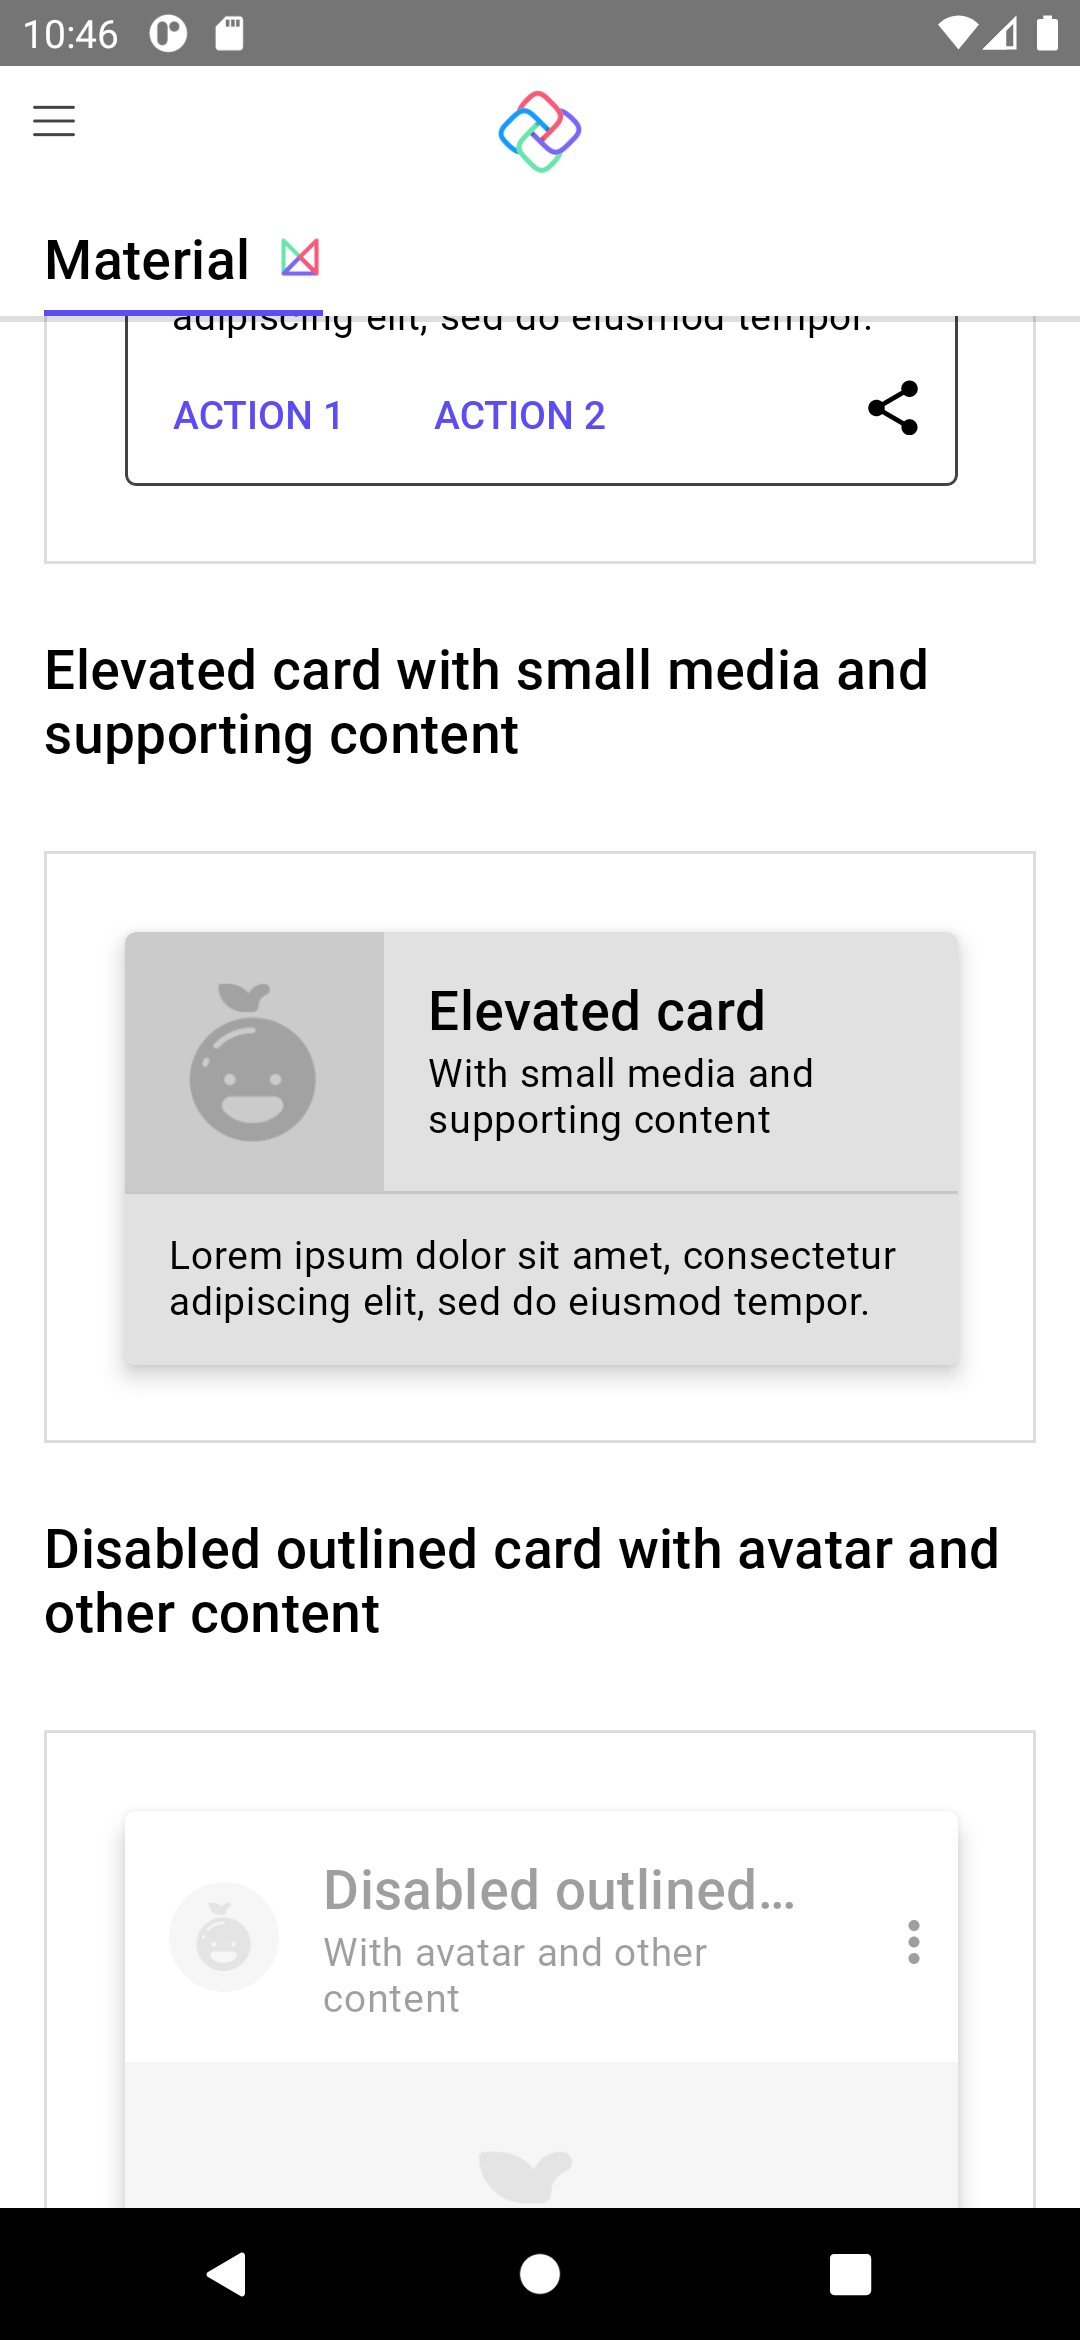 10:46
Material
adipiscing elit, sed do eiusmod tempor.
ACTION 1 ACTION 2
Elevated card with small media and
supporting content
Elevated card
With small media and
supporting content
Lorem ipsum dolor sit amet, consectetur
adipiscing elit, sed do eiusmod tempor.
Disabled outlined card with avatar and
other content
Disabled outlined…
With avatar and other
content